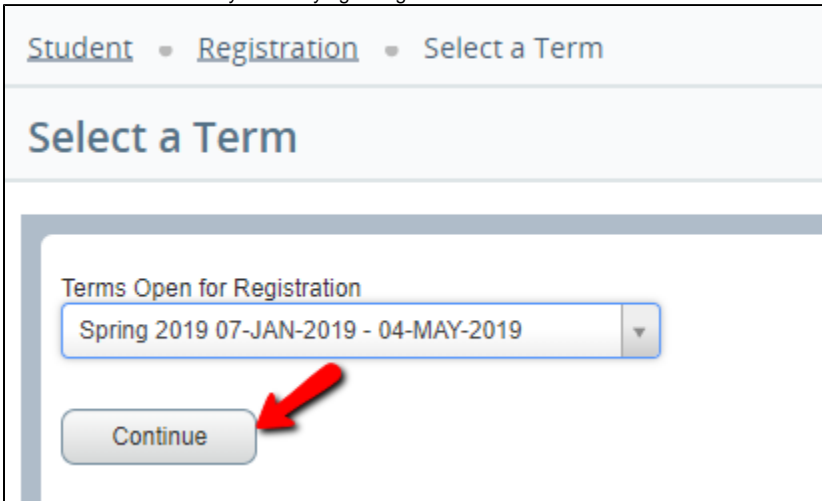 Student • Registration • Select a Term
Select a Term
Terms Open for Registration
Spring 2019 07-JAN-2019 - 04-MAY-2019
Continue